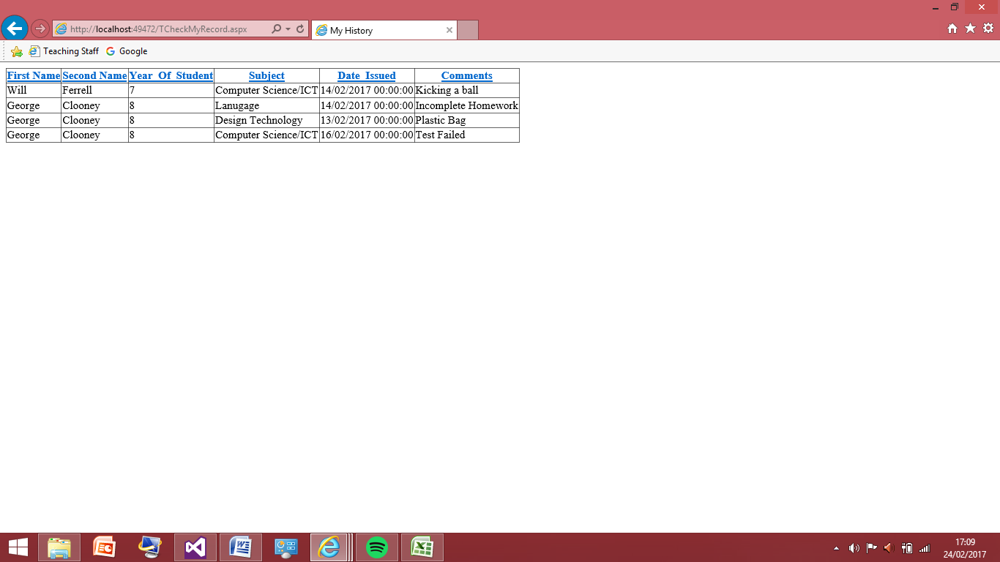 http://localhost:49472/TCheckMyRecord.aspx My History
Teaching Staff Google
First Name Second Name Year_Of_Student Subject Date_Issued Comments
Will Ferrell 7 Computer Science/ICT 14/02/2017 00:00:00 Kicking a ball
George Clooney 8 Lanugage 14/02/2017 00:00:00 Incomplete Homework
George Clooney 8 Design Technology 13/02/2017 00:00:00 Plastic Bag
George Clooney 8 Computer Science/ICT 16/02/2017 00:00:00 Test Failed
17:09
24/02/2017